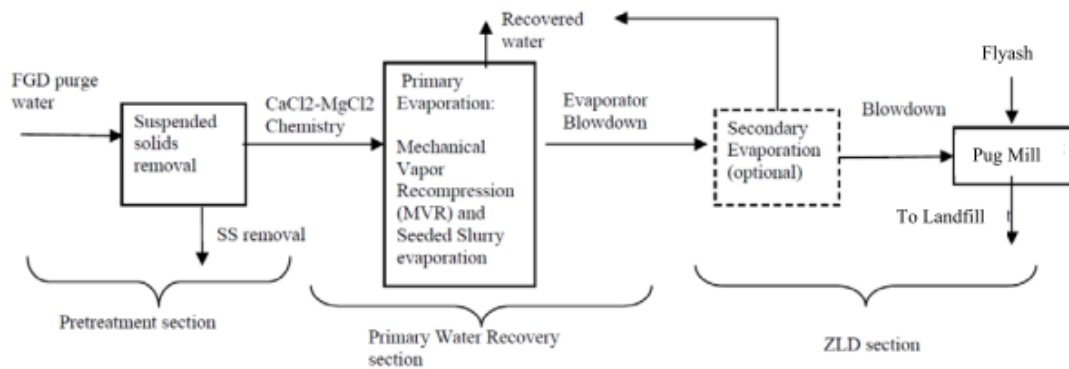 FGD purge
water
Suspended
solids
removal
SS removal
Pretreatment section
CaCl2-MgCl2
Chemistry
Primary
Evaporation:
Mechanical
Vapor
Recompression
(MVR) and
Seeded Slurry
evaporation
Recovered
water
Primary Water Recovery
section
Evaporator
Blowdown
Secondary
Evaporation
(optional)
Blowdown
Flyash
Pug Mill
To Landfill
ZLD section